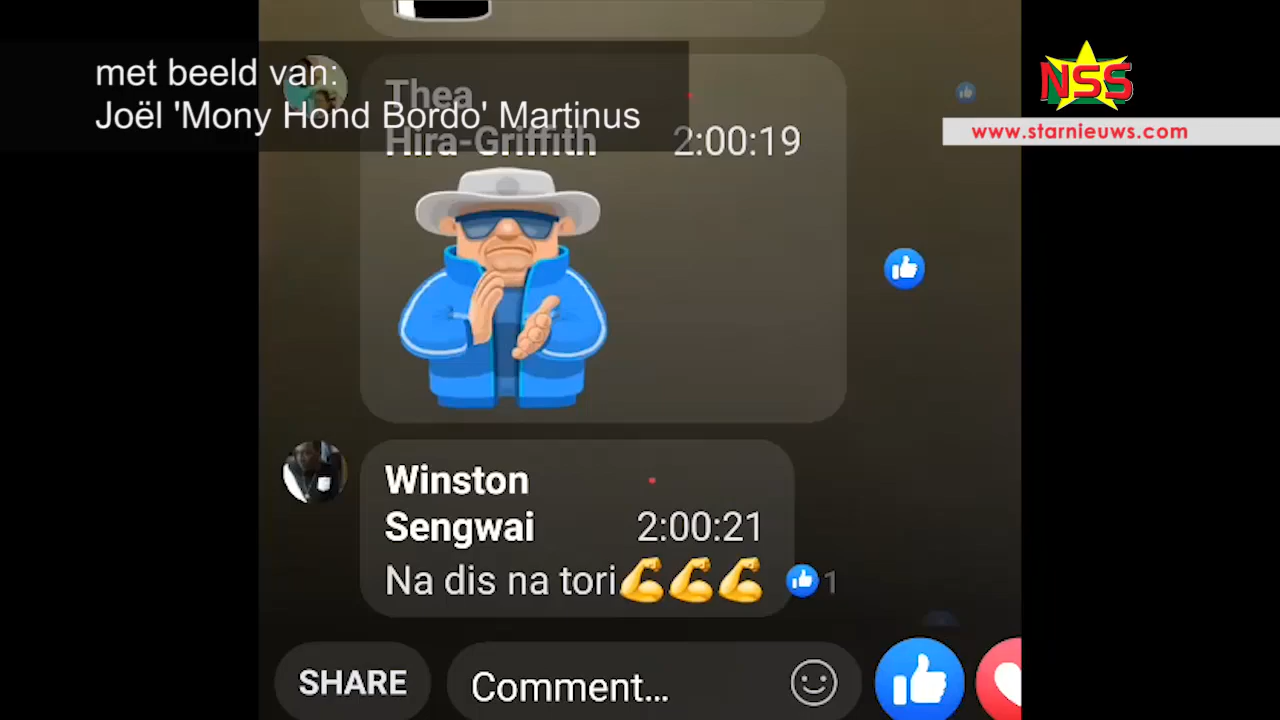 met beeld van:
Joël 'Mony Hond Bordo' Martinus
NSS
www.starnieuws.com
Thea
Hira-Griffith 2:00:19
Winston
Sengwai 2:00:21
Na dis na tori💪💪💪 1
SHARE Comment...